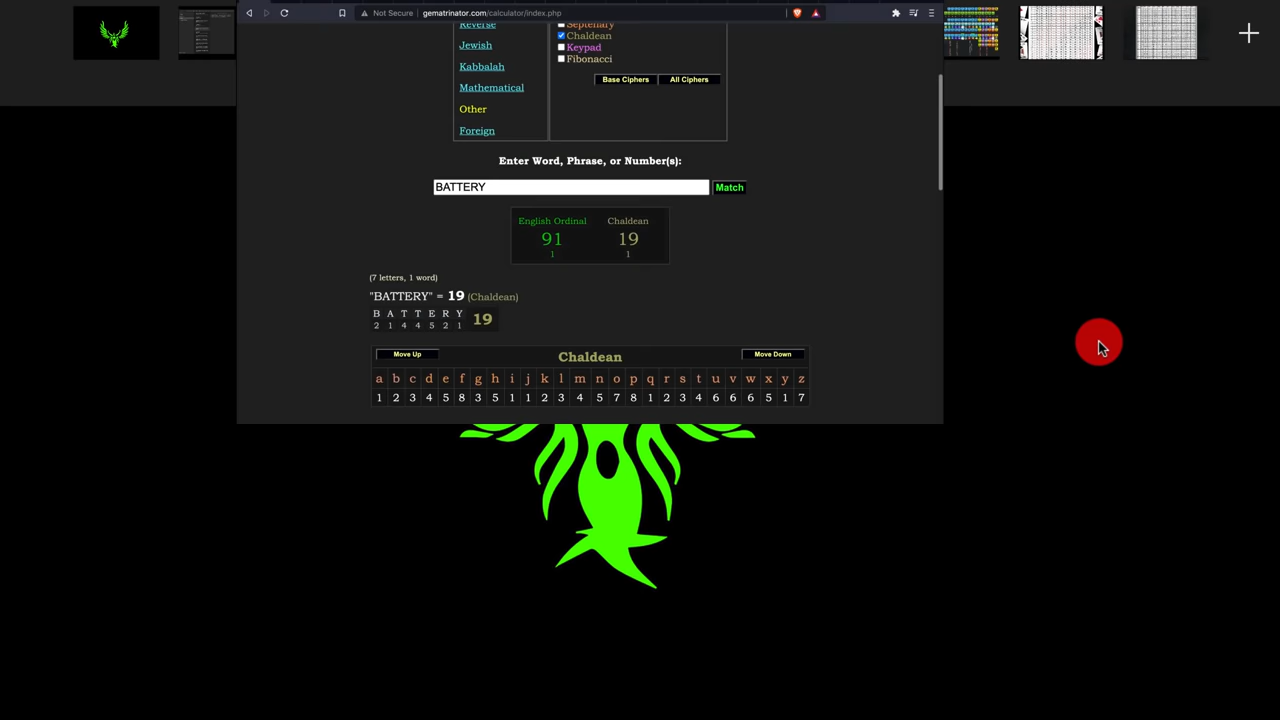 Not Secure gematrinator.com/calculator/index.php
Reverse
Septenary
Jewish
Chaldean
Keypad
Kabbalah
Fibonacci
Base Ciphers All Ciphers
Mathematical
Other
Foreign
Enter Word, Phrase, or Number(s):
BATTERY Match
English Ordinal Chaldean
91 19
1 1
(7 letters, 1 word)
"BATTERY" = 19 (Chaldean)
B A T T E R Y 19
2 1 4 4 5 2 1
Move Up Chaldean Move Down
a b c d e f g h i j k l m n o p q r s t u v w x y z
1 2 3 4 5 8 3 5 1 1 2 3 4 5 7 8 1 2 3 4 6 6 6 5 1 7